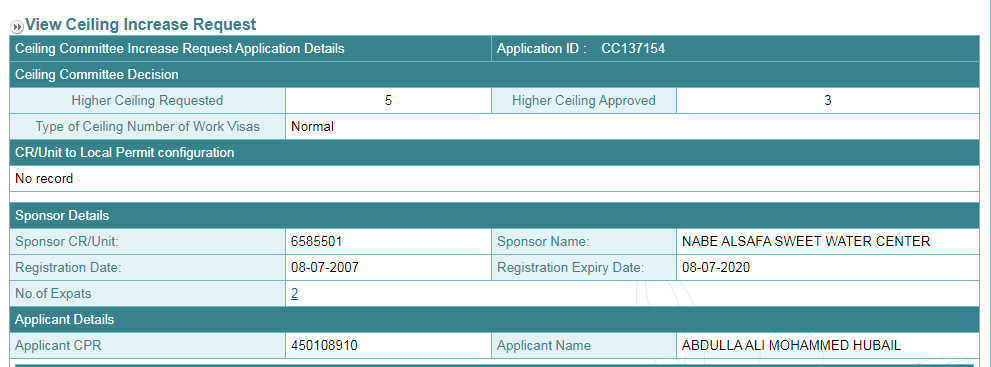 View Ceiling Increase Request
Ceiling Committee Increase Request Application Details Application ID : CC137154
Ceiling Committee Decision
Higher Ceiling Requested 5 Higher Ceiling Approved 3
Type of Ceiling Number of Work Visas Normal
CR/Unit to Local Permit configuration
No record
Sponsor Details
Sponsor CR/Unit: 6585501 Sponsor Name: NABE ALSAFA SWEET WATER CENTER
Registration Date: 08-07-2007 Registration Expiry Date: 08-07-2020
No.of Expats 2
Applicant Details
Applicant CPR 450108910 Applicant Name ABDULLA ALI MOHAMMED HUBAIL